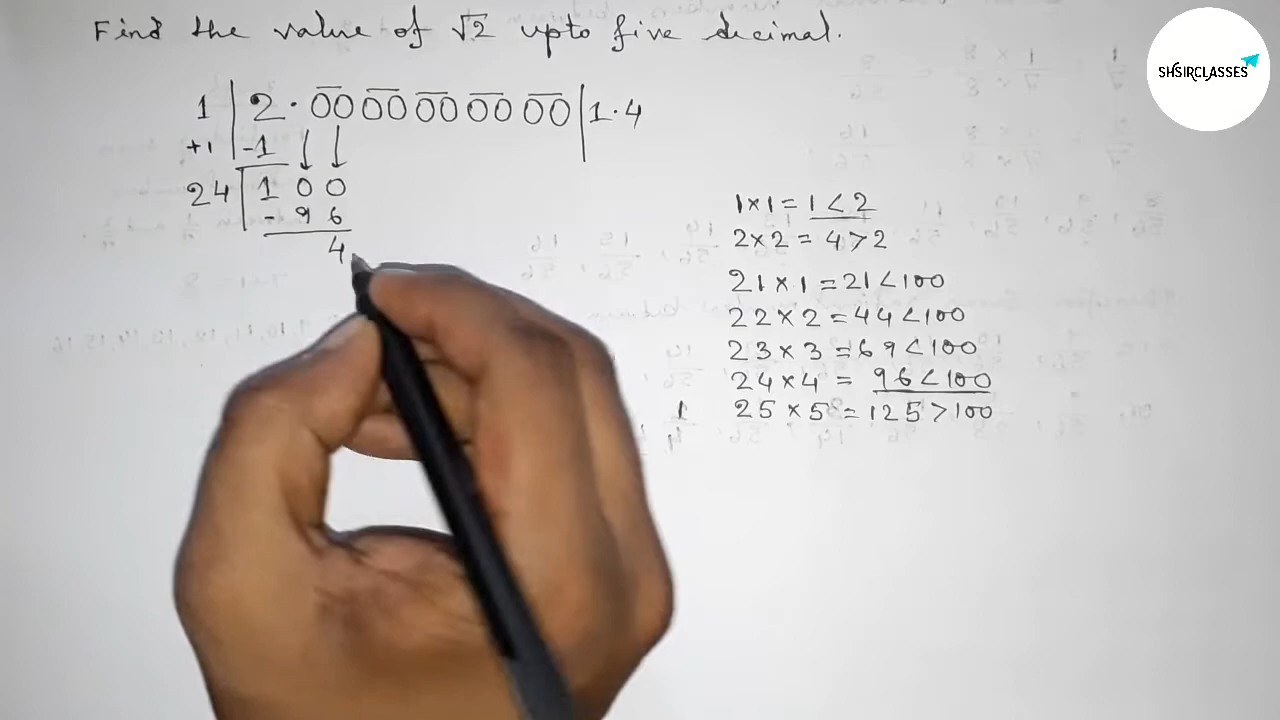 Find the value of √2 upto five decimal.
1 | 2 . 00 00 00 00 00 | 1.4
+1 | -1
24 | 1 0 0
- 9 6
4
1×1 = 1 < 2
2×2 = 4 > 2
21×1 = 21 < 100
22×2 = 44 < 100
23×3 = 69 < 100
24×4 = 96 < 100
25×5 = 125 > 100
SHSIRCLASSES